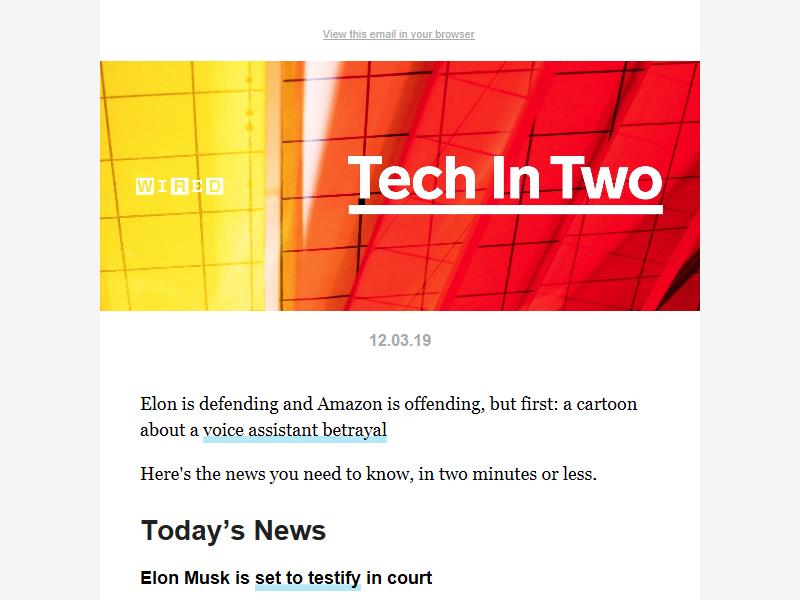 View this email in your browser
WIRED
Tech In Two
12.03.19
Elon is defending and Amazon is offending, but first: a cartoon
about a voice assistant betrayal
Here's the news you need to know, in two minutes or less.
Today’s News
Elon Musk is set to testify in court